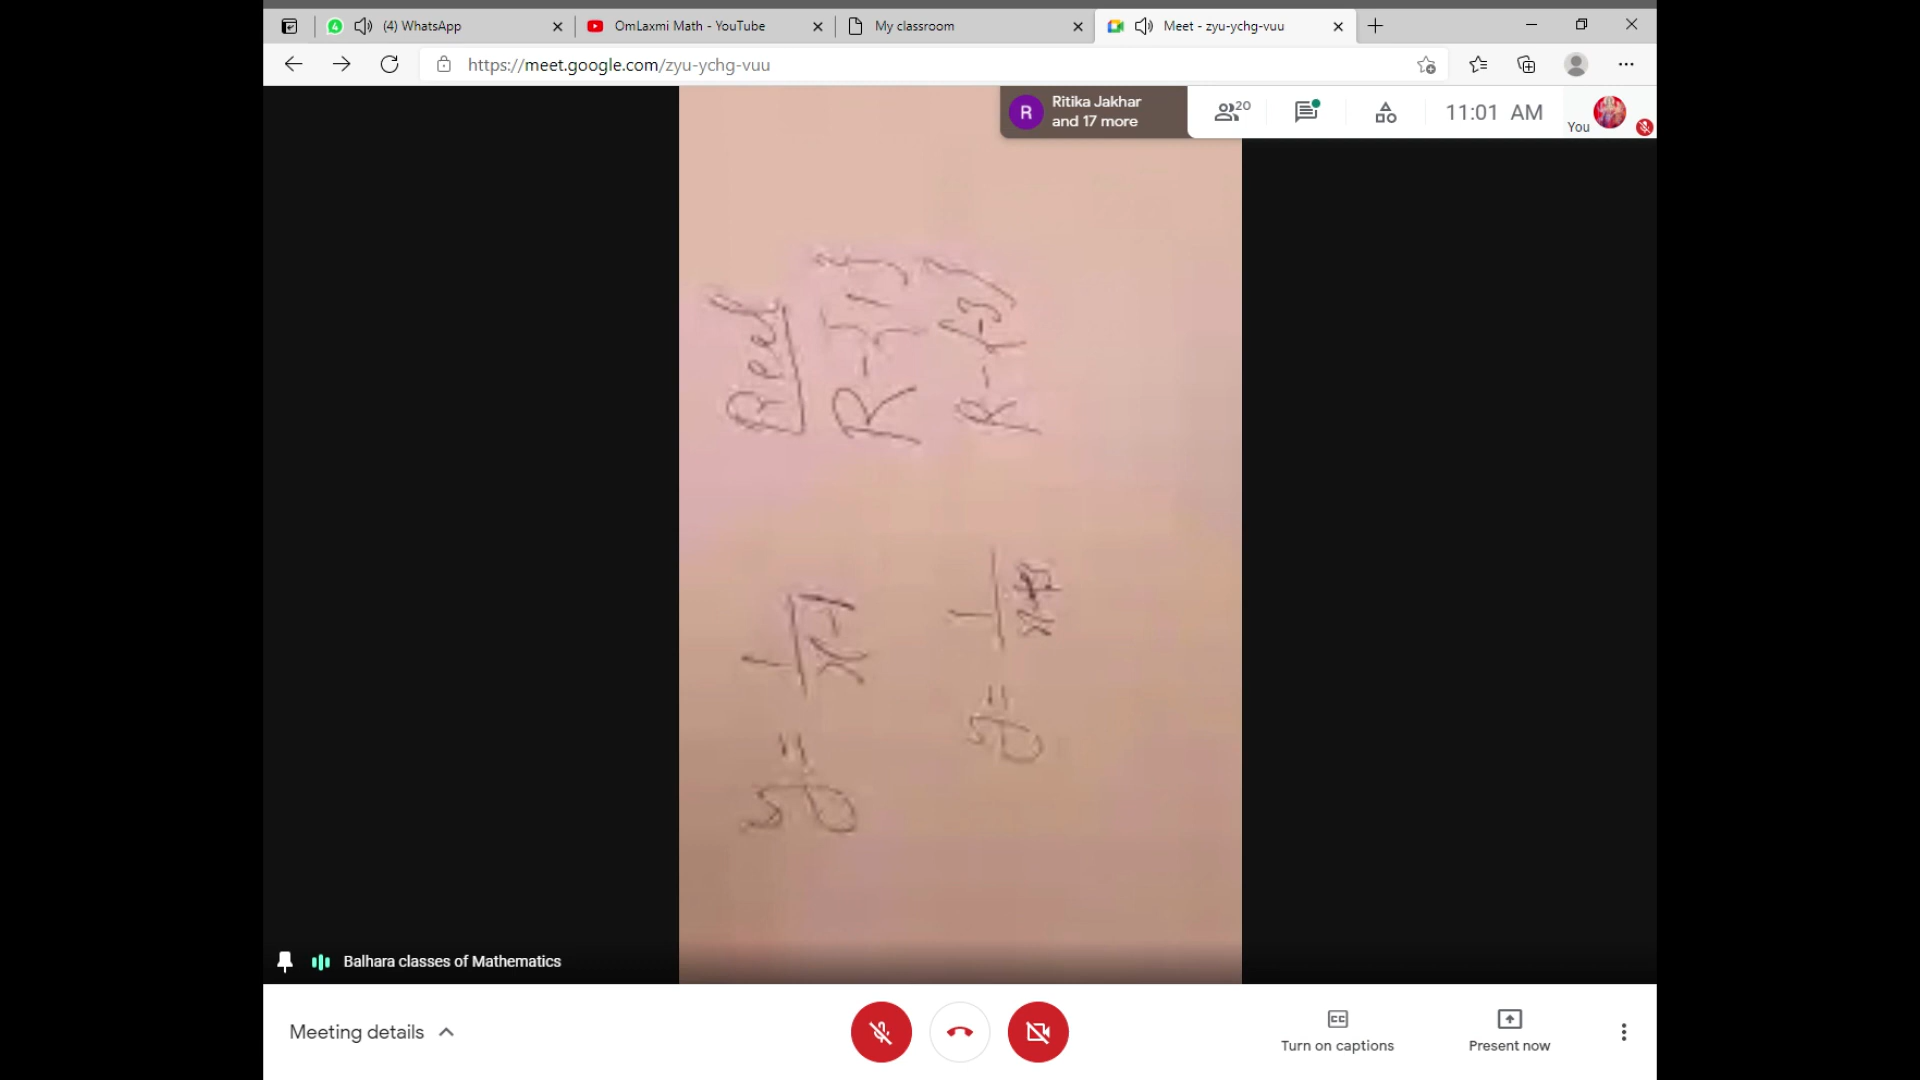 (4) WhatsApp
OmLaxmi Math - YouTube
My classroom
Meet - zyu-ychg-vuu
https://meet.google.com/zyu-ychg-vuu
R
Ritika Jakhar
and 17 more
20
11:01 AM
You
Real
y = 1/(x-1) R - {1}
R -
Balhara classes of Mathematics
Meeting details
CC
Turn on captions
Present now